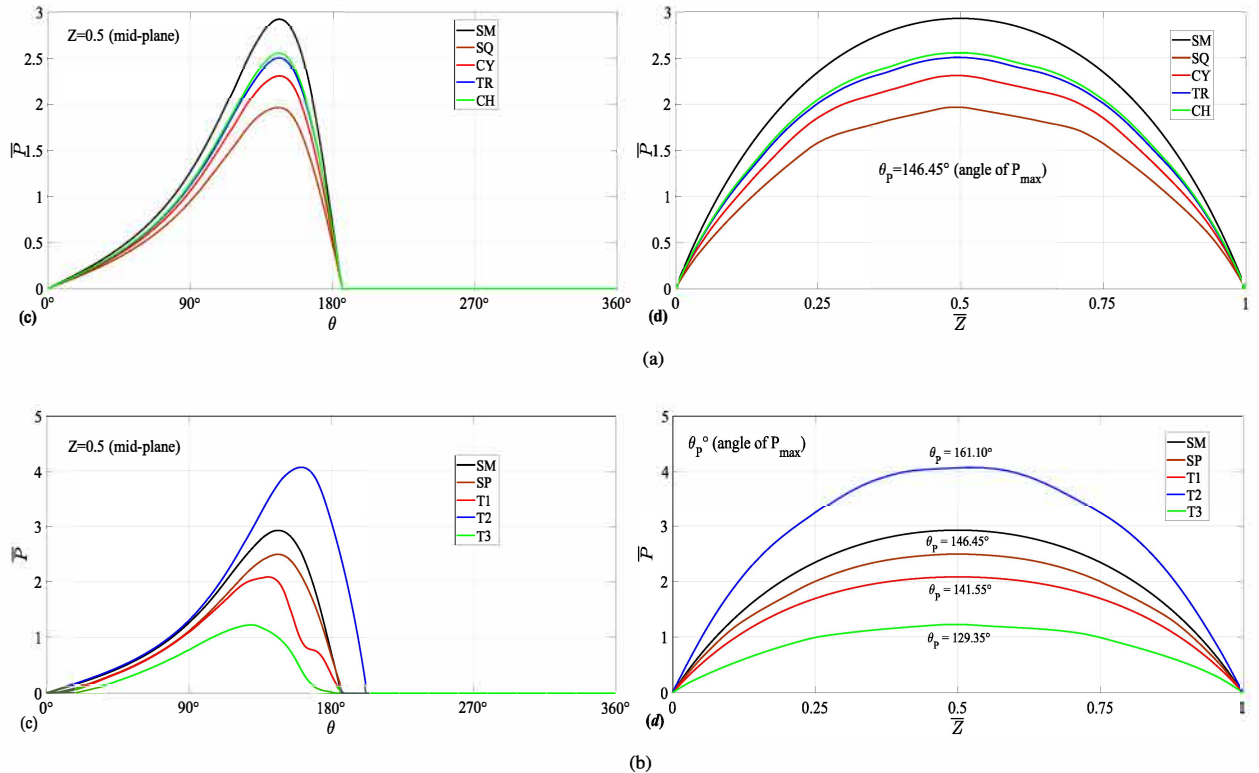 3
2.5
2
1.5
1
0.5
0
P
Z=0.5 (mid-plane)
SM
SQ
CY
TR
CH
0° 90° 180° 270° 360°
θ
(c)
3
2.5
2
1.5
1
0.5
0
P
θP=146.45° (angle of Pmax)
SM
SQ
CY
TR
CH
0 0.25 0.5 0.75 1
Z
(d)
(a)
5
4
3
2
1
0
P
Z=0.5 (mid-plane)
SM
SP
T1
T2
T3
0° 90° 180° 270° 360°
θ
(c)
5
4
3
2
1
0
P
θP° (angle of Pmax)
θP = 161.10°
θP = 146.45°
θP = 141.55°
θP = 129.35°
SM
SP
T1
T2
T3
0 0.25 0.5 0.75 1
Z
(d)
(b)